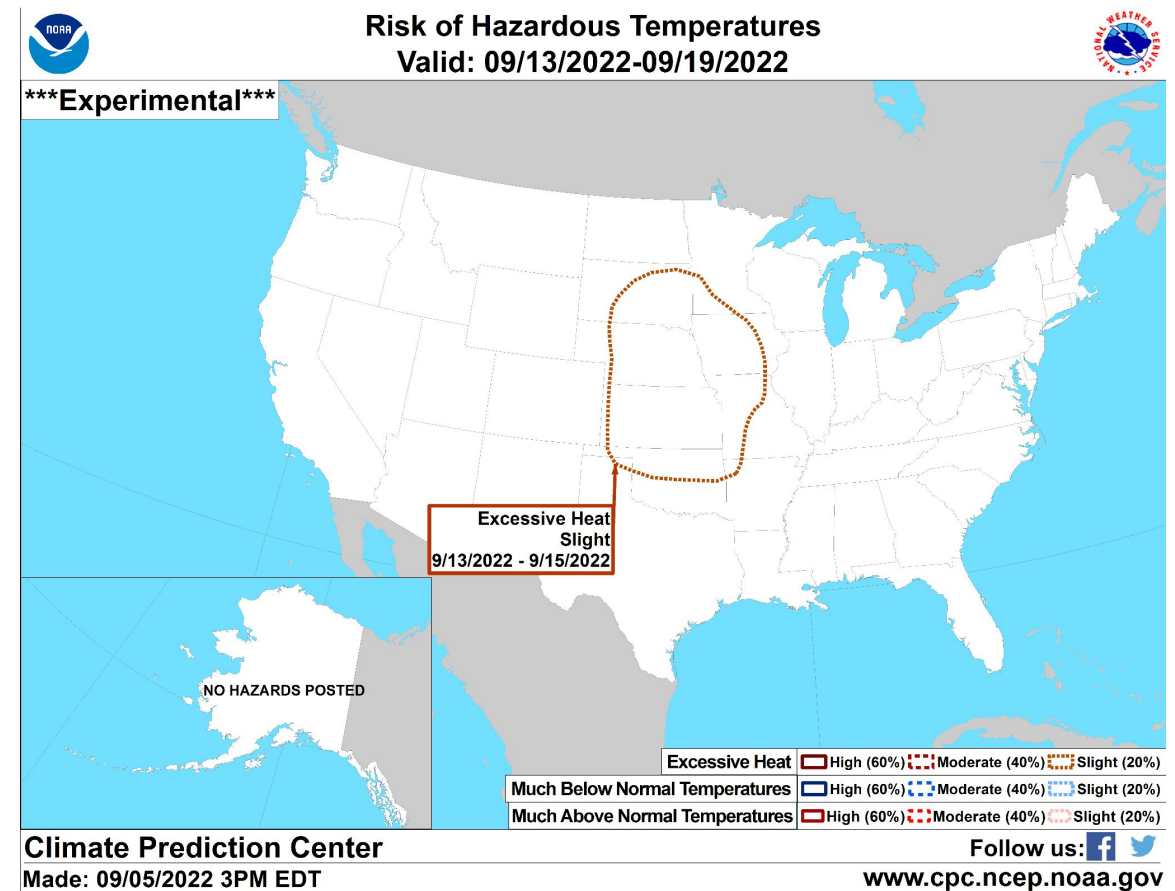 NOAA
Risk of Hazardous Temperatures
Valid: 09/13/2022-09/19/2022
NATIONAL WEATHER SERVICE
***Experimental***
Excessive Heat
Slight
9/13/2022 - 9/15/2022
NO HAZARDS POSTED
Excessive Heat High (60%) Moderate (40%) Slight (20%)
Much Below Normal Temperatures High (60%) Moderate (40%) Slight (20%)
Much Above Normal Temperatures High (60%) Moderate (40%) Slight (20%)
Climate Prediction Center
Follow us: f
Made: 09/05/2022 3PM EDT
www.cpc.ncep.noaa.gov